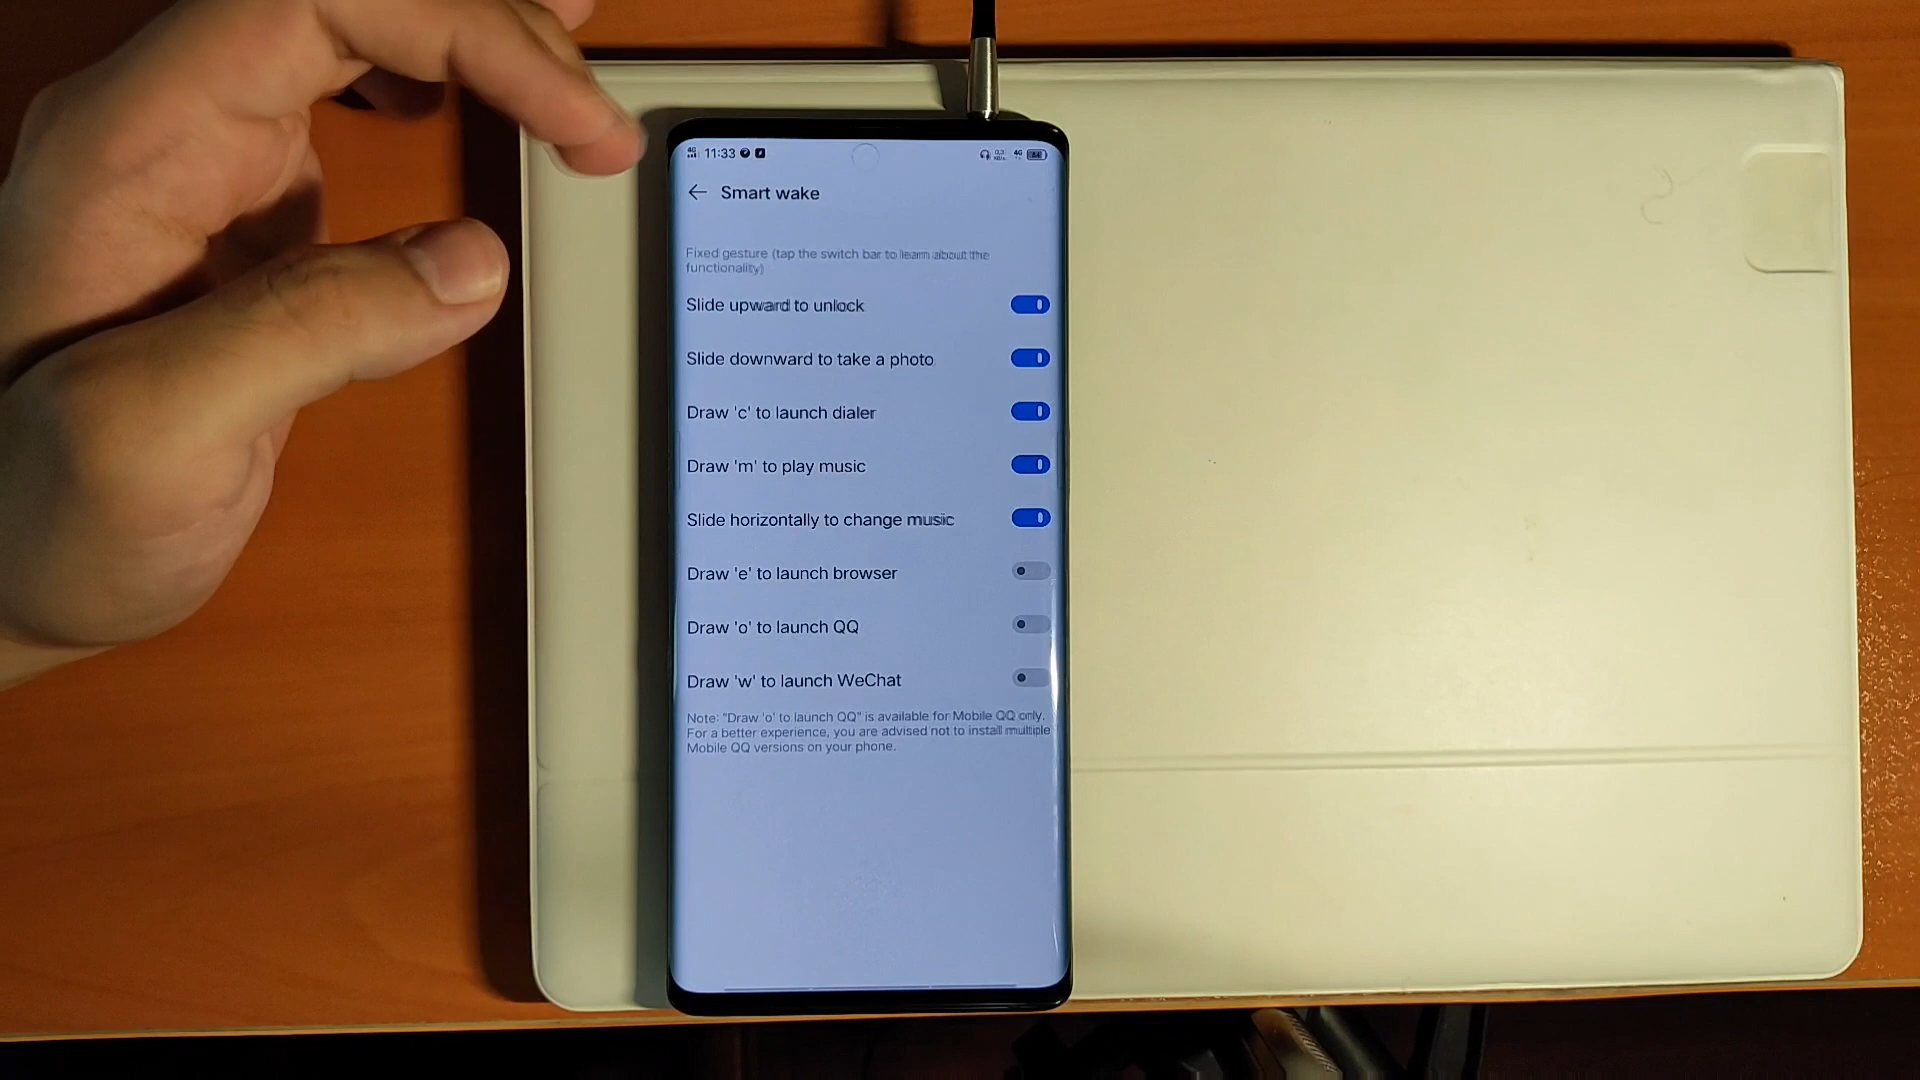 4G 11:33 4G
Smart wake
Fixed gesture (tap the switch bar to learn about the
functionality)
Slide upward to unlock
Slide downward to take a photo
Draw 'c' to launch dialer
Draw 'm' to play music
Slide horizontally to change music
Draw 'e' to launch browser
Draw 'o' to launch QQ
Draw 'w' to launch WeChat
Note: "Draw 'o' to launch QQ" is available for Mobile QQ only.
For a better experience, you are advised not to install multiple
Mobile QQ versions on your phone.